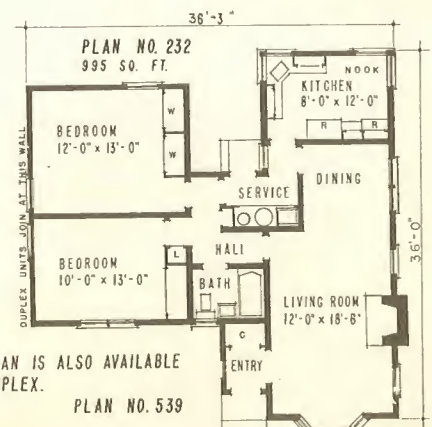 36'-3"
PLAN NO. 232
995 SQ. FT.
NOOK
KITCHEN
8'-0" x 12'-0"
R
R
W
W
BEDROOM
12'-0" x 13'-0"
DINING
SERVICE
DUPLEX UNITS JOIN AT THIS WALL
36'-0"
HALL
L
BEDROOM
10'-0" x 13'-0"
BATH
LIVING ROOM
12'-0" x 18'-6"
C
ENTRY
AN IS ALSO AVAILABLE
PLEX.
PLAN NO. 539